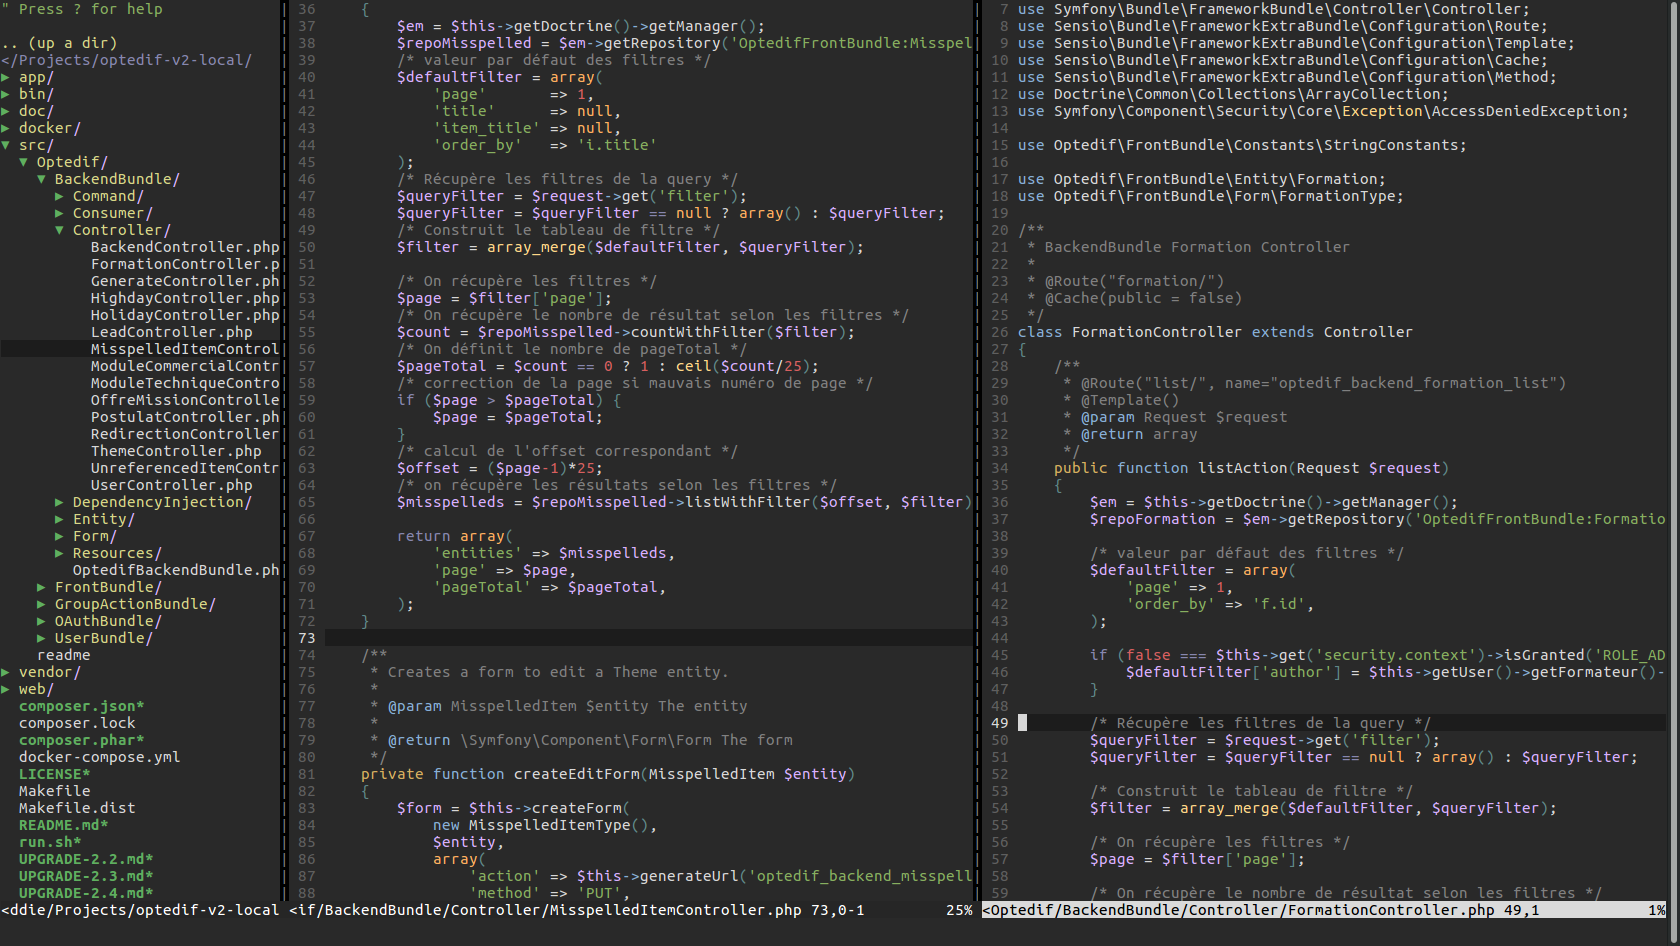 " Press ? for help
.. (up a dir)
</Projects/optedif-v2-local/
▶ app/
▶ bin/
▶ doc/
▶ docker/
▼ src/
▼ Optedif/
▼ BackendBundle/
▶ Command/
▶ Consumer/
▼ Controller/
BackendController.php
FormationController.p
GenerateController.ph
HighdayController.php
HolidayController.php
LeadController.php
MisspelledItemControl
ModuleCommercialContr
ModuleTechniqueContro
OffreMissionControlle
PostulatController.ph
RedirectionController
ThemeController.php
UnreferencedItemContr
UserController.php
▶ DependencyInjection/
▶ Entity/
▶ Form/
▶ Resources/
OptedifBackendBundle.ph
▶ FrontBundle/
▶ GroupActionBundle/
▶ OAuthBundle/
▶ UserBundle/
readme
▶ vendor/
▶ web/
composer.json*
composer.lock
composer.phar*
docker-compose.yml
LICENSE*
Makefile
Makefile.dist
README.md*
run.sh*
UPGRADE-2.2.md*
UPGRADE-2.3.md*
UPGRADE-2.4.md*
<ddie/Projects/optedif-v2-local
36 {
37 $em = $this->getDoctrine()->getManager();
38 $repoMisspelled = $em->getRepository('OptedifFrontBundle:Misspel
39 /* valeur par défaut des filtres */
40 $defaultFilter = array(
41 'page' => 1,
42 'title' => null,
43 'item_title' => null,
44 'order_by' => 'i.title'
45 );
46 /* Récupère les filtres de la query */
47 $queryFilter = $request->get('filter');
48 $queryFilter = $queryFilter == null ? array() : $queryFilter;
49 /* Construit le tableau de filtre */
50 $filter = array_merge($defaultFilter, $queryFilter);
51
52 /* On récupère les filtres */
53 $page = $filter['page'];
54 /* On récupère le nombre de résultat selon les filtres */
55 $count = $repoMisspelled->countWithFilter($filter);
56 /* On définit le nombre de pageTotal */
57 $pageTotal = $count == 0 ? 1 : ceil($count/25);
58 /* correction de la page si mauvais numéro de page */
59 if ($page > $pageTotal) {
60 $page = $pageTotal;
61 }
62 /* calcul de l'offset correspondant */
63 $offset = ($page-1)*25;
64 /* on récupère les résultats selon les filtres */
65 $misspelleds = $repoMisspelled->listWithFilter($offset, $filter)
66
67 return array(
68 'entities' => $misspelleds,
69 'page' => $page,
70 'pageTotal' => $pageTotal,
71 );
72 }
73
74 /**
75 * Creates a form to edit a Theme entity.
76 *
77 * @param MisspelledItem $entity The entity
78 *
79 * @return \Symfony\Component\Form\Form The form
80 */
81 private function createEditForm(MisspelledItem $entity)
82 {
83 $form = $this->createForm(
84 new MisspelledItemType(),
85 $entity,
86 array(
87 'action' => $this->generateUrl('optedif_backend_misspell
88 'method' => 'PUT',
<if/BackendBundle/Controller/MisspelledItemController.php 73,0-1 25%
7 use Symfony\Bundle\FrameworkBundle\Controller\Controller;
8 use Sensio\Bundle\FrameworkExtraBundle\Configuration\Route;
9 use Sensio\Bundle\FrameworkExtraBundle\Configuration\Template;
10 use Sensio\Bundle\FrameworkExtraBundle\Configuration\Cache;
11 use Sensio\Bundle\FrameworkExtraBundle\Configuration\Method;
12 use Doctrine\Common\Collections\ArrayCollection;
13 use Symfony\Component\Security\Core\Exception\AccessDeniedException;
14
15 use Optedif\FrontBundle\Constants\StringConstants;
16
17 use Optedif\FrontBundle\Entity\Formation;
18 use Optedif\FrontBundle\Form\FormationType;
19
20 /**
21 * BackendBundle Formation Controller
22 *
23 * @Route("formation/")
24 * @Cache(public = false)
25 */
26 class FormationController extends Controller
27 {
28 /**
29 * @Route("list/", name="optedif_backend_formation_list")
30 * @Template()
31 * @param Request $request
32 * @return array
33 */
34 public function listAction(Request $request)
35 {
36 $em = $this->getDoctrine()->getManager();
37 $repoFormation = $em->getRepository('OptedifFrontBundle:Formatio
38
39 /* valeur par défaut des filtres */
40 $defaultFilter = array(
41 'page' => 1,
42 'order_by' => 'f.id',
43 );
44
45 if (false === $this->get('security.context')->isGranted('ROLE_AD
46 $defaultFilter['author'] = $this->getUser()->getFormateur()-
47 }
48
49 /* Récupère les filtres de la query */
50 $queryFilter = $request->get('filter');
51 $queryFilter = $queryFilter == null ? array() : $queryFilter;
52
53 /* Construit le tableau de filtre */
54 $filter = array_merge($defaultFilter, $queryFilter);
55
56 /* On récupère les filtres */
57 $page = $filter['page'];
58
59 /* On récupère le nombre de résultat selon les filtres */
<Optedif/BackendBundle/Controller/FormationController.php 49,1 1%